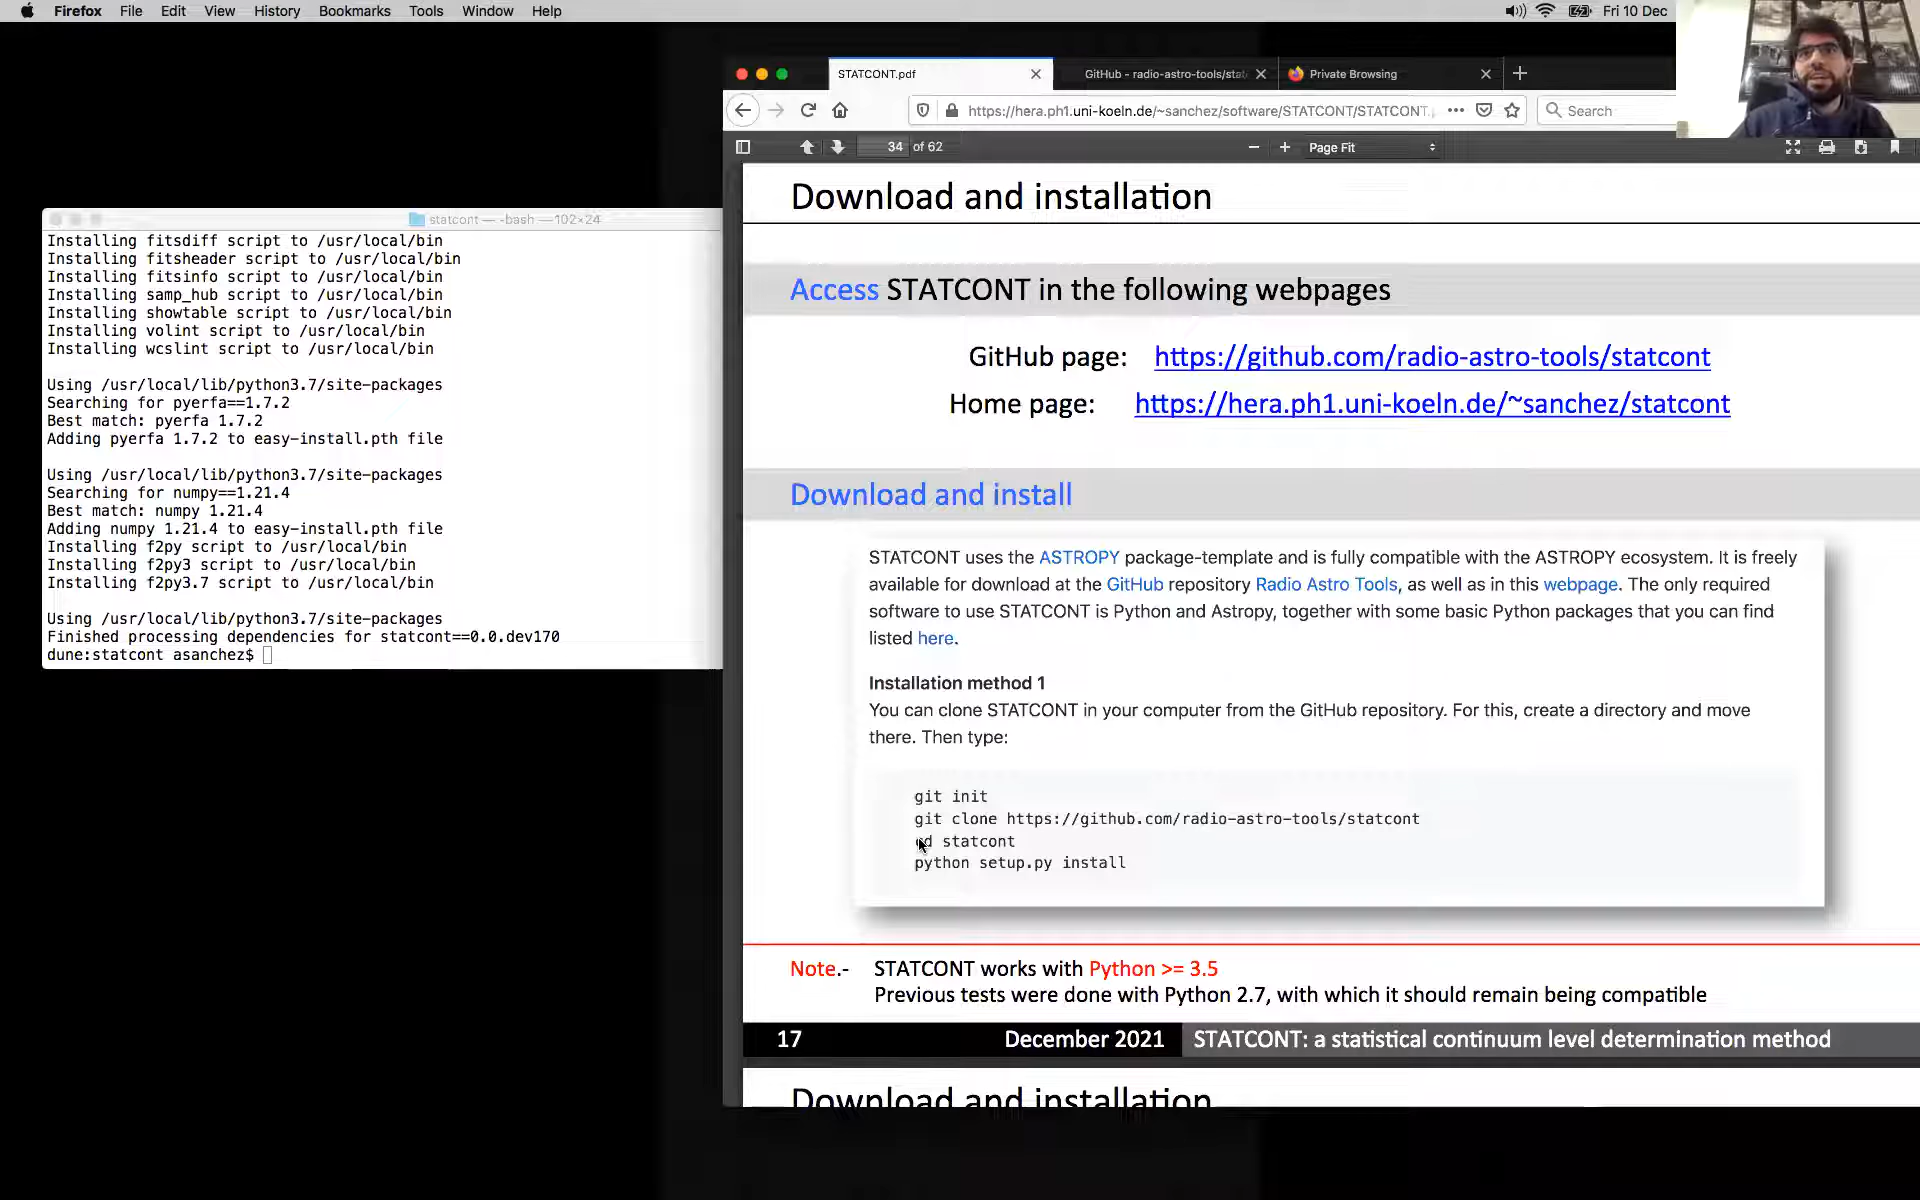 Firefox File Edit View History Bookmarks Tools Window Help Fri 10 Dec
STATCONT.pdf GitHub - radio-astro-tools/stat Private Browsing
https://hera.ph1.uni-koeln.de/~sanchez/software/STATCONT/STATCONT. Search
34 of 62 Page Fit
statcont — -bash — 102×24
Installing fitsdiff script to /usr/local/bin
Installing fitsheader script to /usr/local/bin
Installing fitsinfo script to /usr/local/bin
Installing samp_hub script to /usr/local/bin
Installing showtable script to /usr/local/bin
Installing volint script to /usr/local/bin
Installing wcslint script to /usr/local/bin
Using /usr/local/lib/python3.7/site-packages
Searching for pyerfa==1.7.2
Best match: pyerfa 1.7.2
Adding pyerfa 1.7.2 to easy-install.pth file
Using /usr/local/lib/python3.7/site-packages
Searching for numpy==1.21.4
Best match: numpy 1.21.4
Adding numpy 1.21.4 to easy-install.pth file
Installing f2py script to /usr/local/bin
Installing f2py3 script to /usr/local/bin
Installing f2py3.7 script to /usr/local/bin
Using /usr/local/lib/python3.7/site-packages
Finished processing dependencies for statcont==0.0.dev170
dune:statcont asanchez$
Download and installation
Access STATCONT in the following webpages
GitHub page: https://github.com/radio-astro-tools/statcont
Home page: https://hera.ph1.uni-koeln.de/~sanchez/statcont
Download and install
STATCONT uses the ASTROPY package-template and is fully compatible with the ASTROPY ecosystem. It is freely
available for download at the GitHub repository Radio Astro Tools, as well as in this webpage. The only required
software to use STATCONT is Python and Astropy, together with some basic Python packages that you can find
listed here.
Installation method 1
You can clone STATCONT in your computer from the GitHub repository. For this, create a directory and move
there. Then type:
git init
git clone https://github.com/radio-astro-tools/statcont
cd statcont
python setup.py install
Note.- STATCONT works with Python >= 3.5
Previous tests were done with Python 2.7, with which it should remain being compatible
17 December 2021 STATCONT: a statistical continuum level determination method
Download and installation